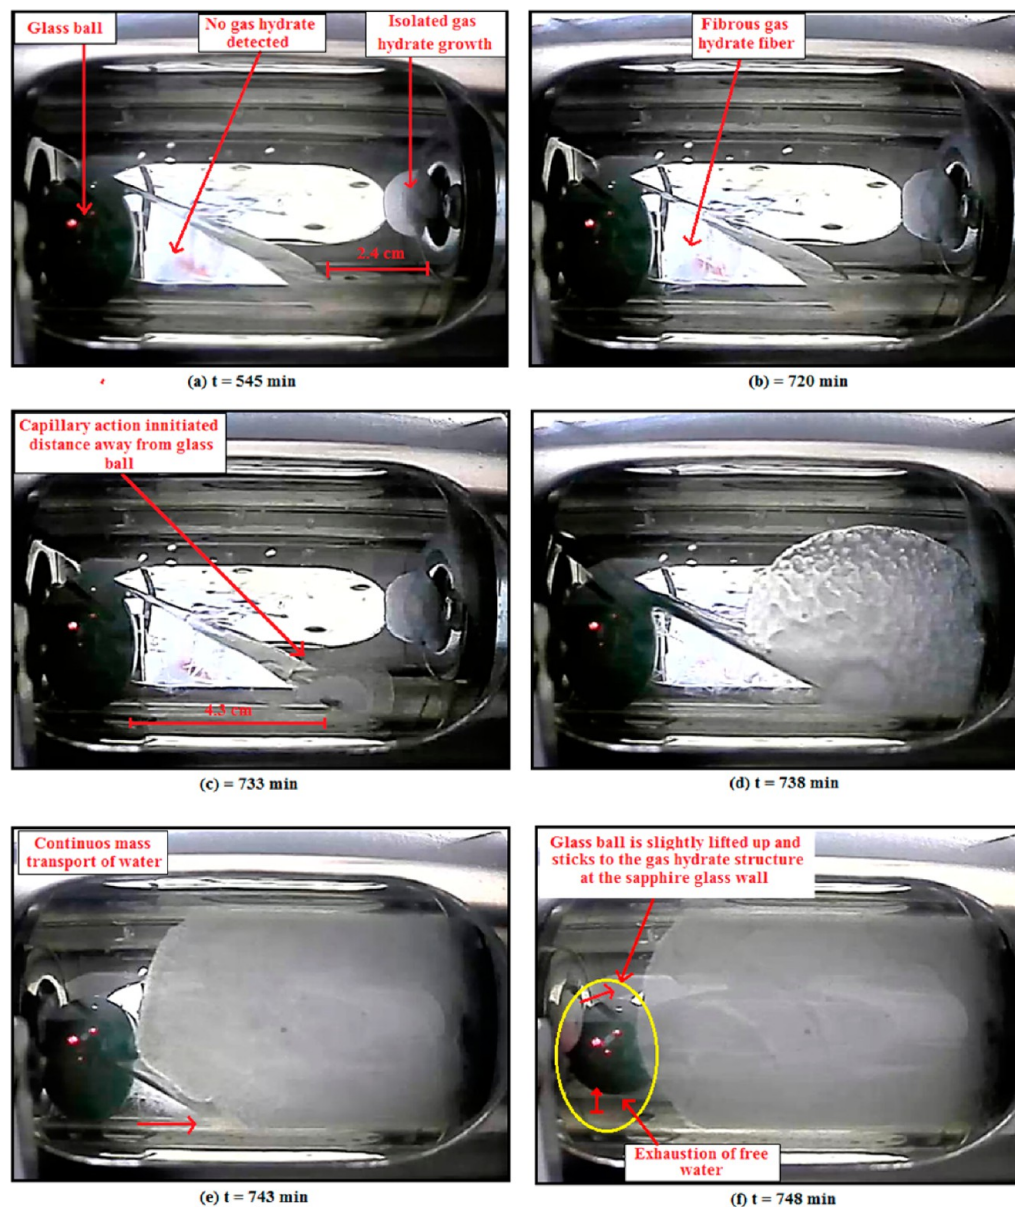 Glass ball
No gas hydrate
detected
Isolated gas
hydrate growth
2.4 cm
(a) t = 545 min
Fibrous gas
hydrate fiber
(b) = 720 min
Capillary action innitiated
distance away from glass
ball
4.3 cm
(c) = 733 min
(d) t = 738 min
Continuos mass
transport of water
(e) t = 743 min
Glass ball is slightly lifted up and
sticks to the gas hydrate structure
at the sapphire glass wall
Exhaustion of free
water
(f) t = 748 min